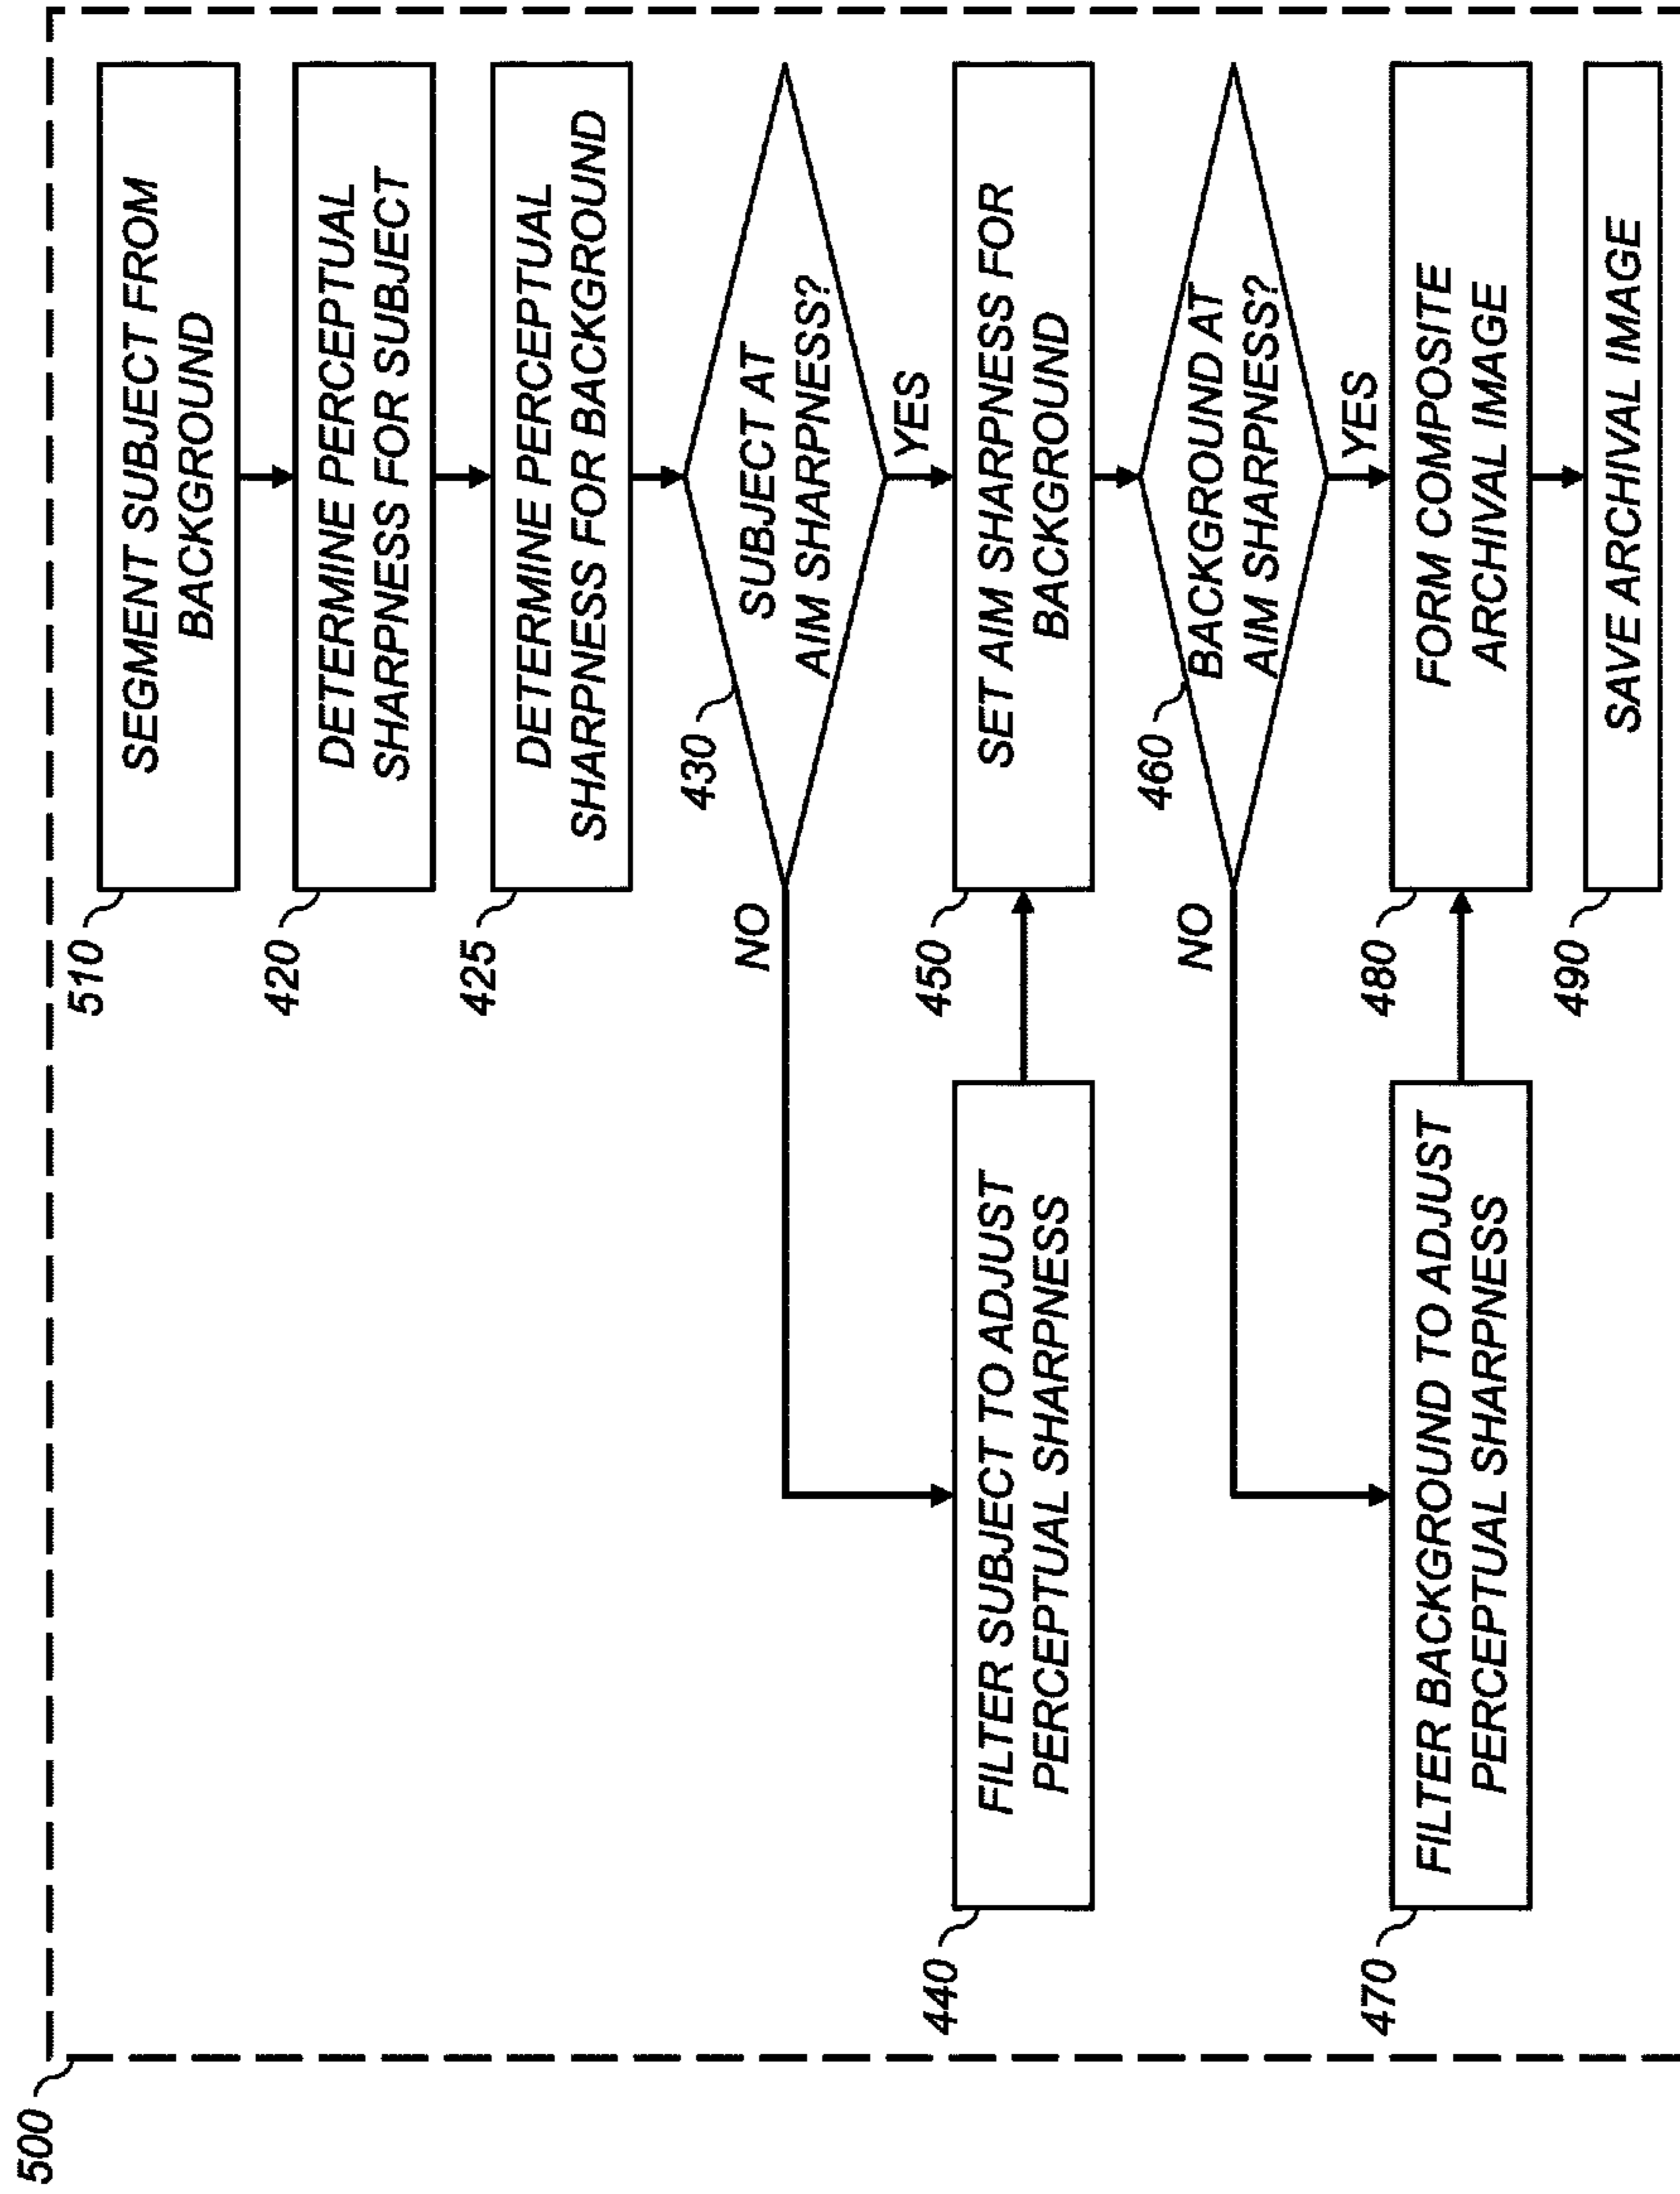 500
510
SEGMENT SUBJECT FROM
BACKGROUND
420
DETERMINE PERCEPTUAL
SHARPNESS FOR SUBJECT
425
DETERMINE PERCEPTUAL
SHARPNESS FOR BACKGROUND
430
SUBJECT AT
AIM SHARPNESS?
NO
YES
440
FILTER SUBJECT TO ADJUST
PERCEPTUAL SHARPNESS
450
SET AIM SHARPNESS FOR
BACKGROUND
460
BACKGROUND AT
AIM SHARPNESS?
NO
YES
470
FILTER BACKGROUND TO ADJUST
PERCEPTUAL SHARPNESS
480
FORM COMPOSITE
ARCHIVAL IMAGE
490
SAVE ARCHIVAL IMAGE